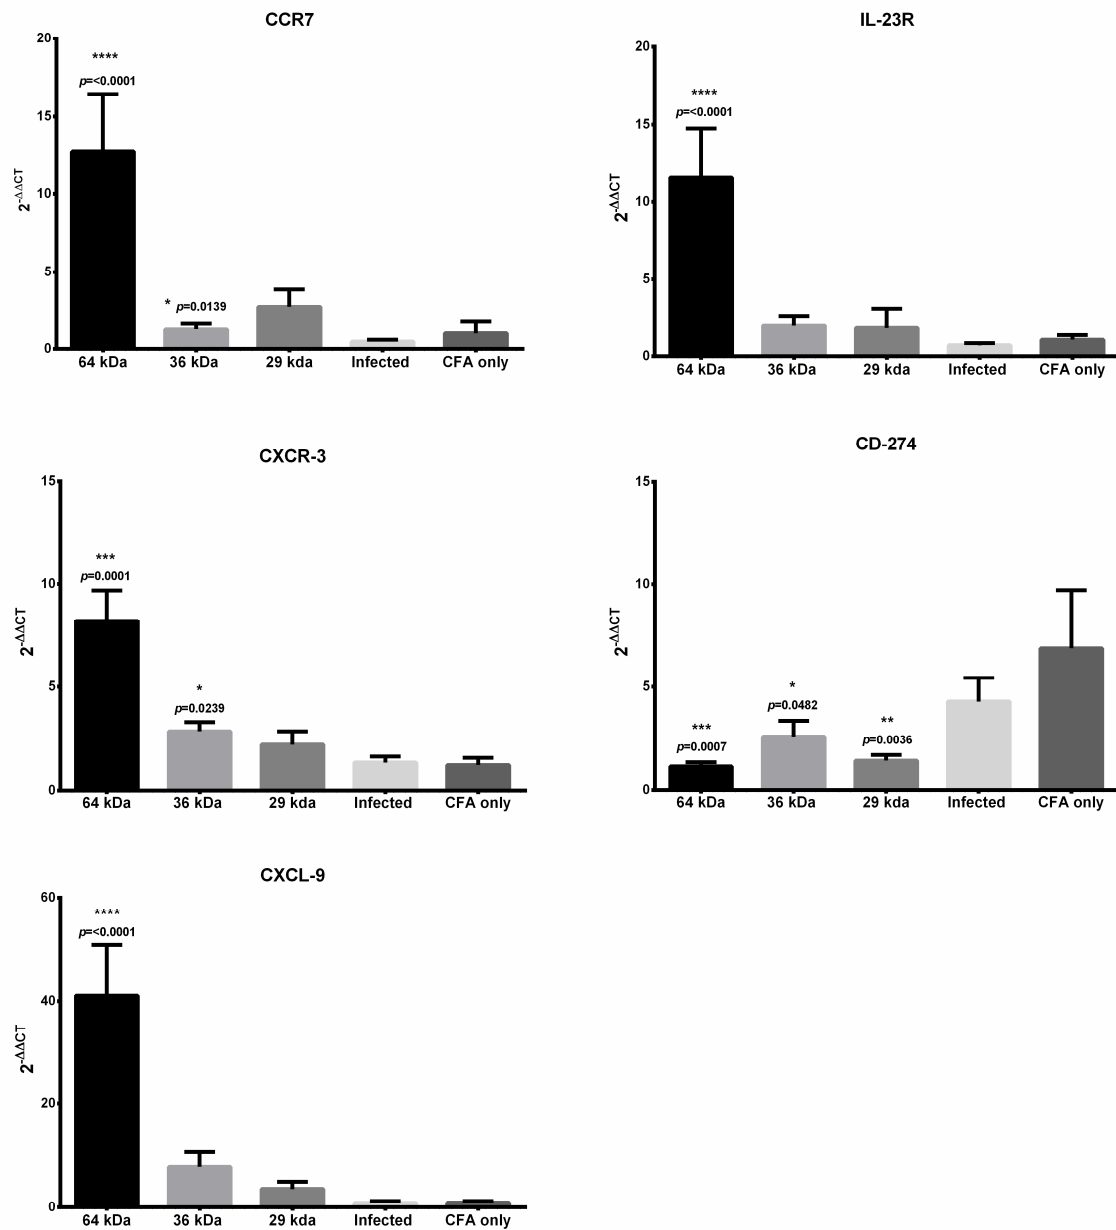 CCR7
20
15
10
5
0
2-ΔΔCT
****
p=<0.0001
* p=0.0139
64 kDa 36 kDa 29 kda Infected CFA only
IL-23R
20
15
10
5
0
2-ΔΔCT
****
p=<0.0001
64 kDa 36 kDa 29 kda Infected CFA only
CXCR-3
15
10
5
0
2-ΔΔCT
***
p=0.0001
*
p=0.0239
64 kDa 36 kDa 29 kda Infected CFA only
CD-274
15
10
5
0
2-ΔΔCT
***
p=0.0007
*
p=0.0482
**
p=0.0036
64 kDa 36 kDa 29 kda Infected CFA only
CXCL-9
60
40
20
0
2-ΔΔCT
****
p=<0.0001
64 kDa 36 kDa 29 kda Infected CFA only